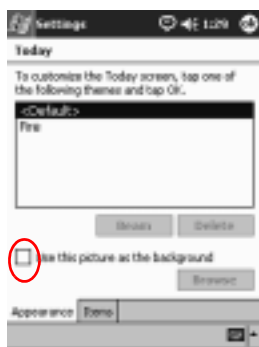 Settings 1:29 ok
Today
To customize the Today screen, tap one of
the following themes and tap OK.
<Default>
Fire
Beam Delete
Use this picture as the background
Browse
Appearance Items